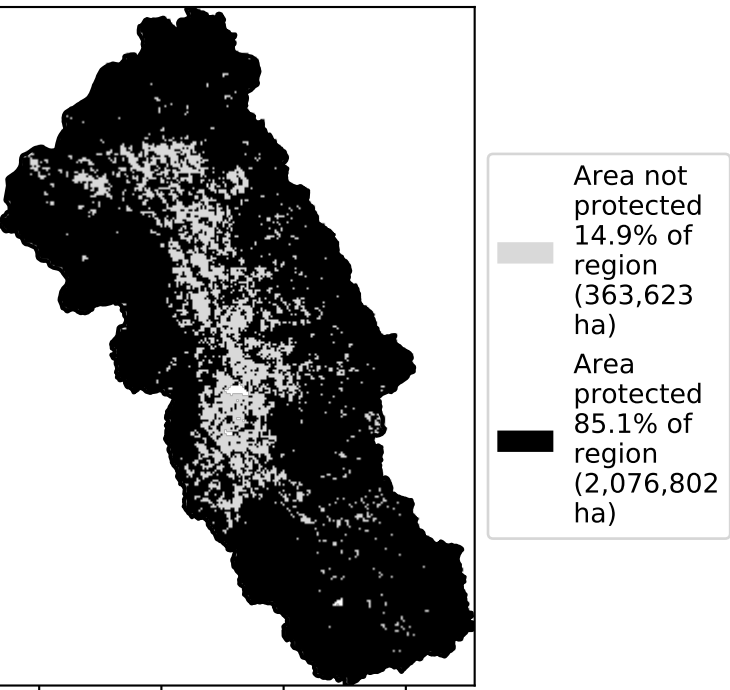 Area not
protected
14.9% of
region
(363,623
ha)
Area
protected
85.1% of
region
(2,076,802
ha)